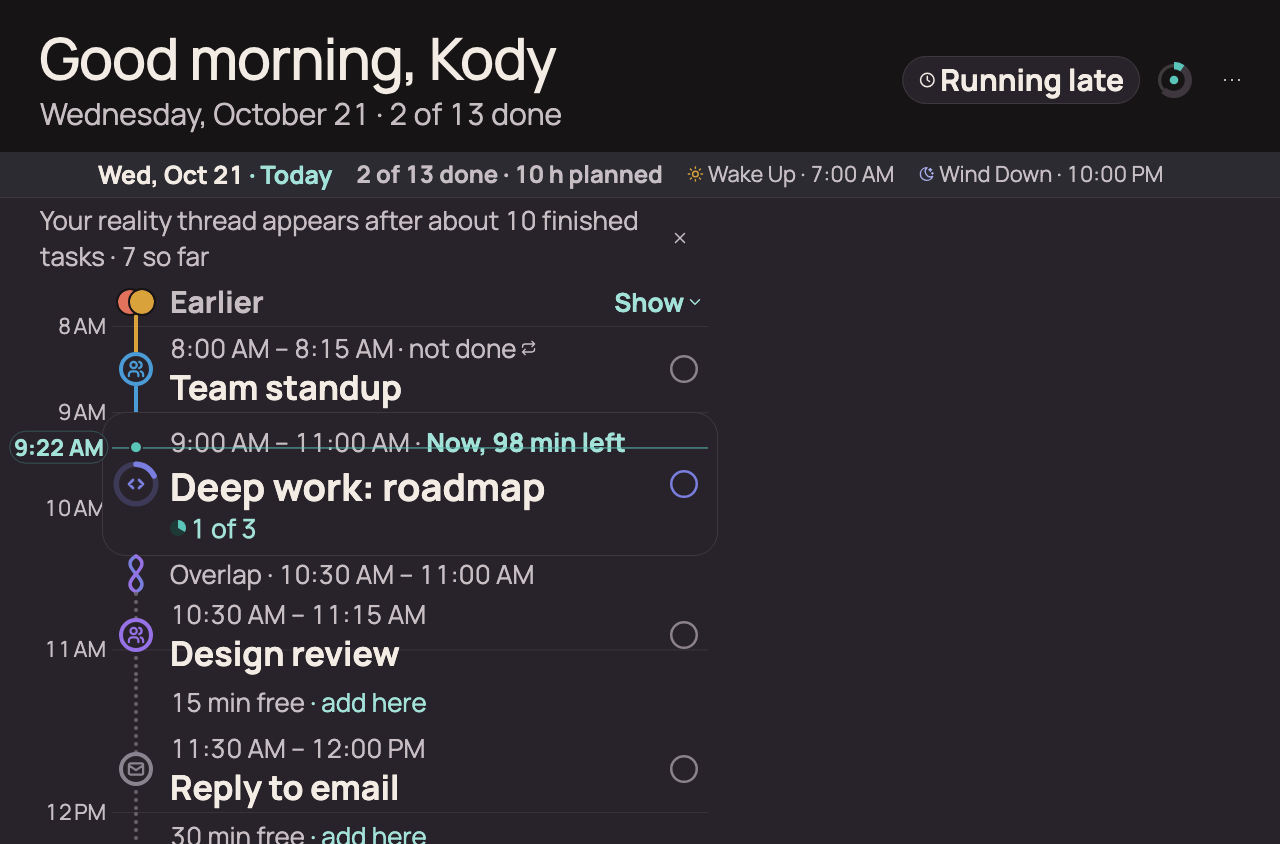 Good morning, Kody
Wednesday, October 21 · 2 of 13 done
Running late
Wed, Oct 21 · Today 2 of 13 done · 10 h planned Wake Up · 7:00 AM Wind Down · 10:00 PM
Your reality thread appears after about 10 finished
tasks · 7 so far
Earlier Show
8 AM
8:00 AM – 8:15 AM · not done
Team standup
9 AM
9:22 AM
9:00 AM – 11:00 AM · Now, 98 min left
Deep work: roadmap
10 AM
1 of 3
Overlap · 10:30 AM – 11:00 AM
10:30 AM – 11:15 AM
11 AM
Design review
15 min free · add here
11:30 AM – 12:00 PM
Reply to email
12 PM
30 min free · add here